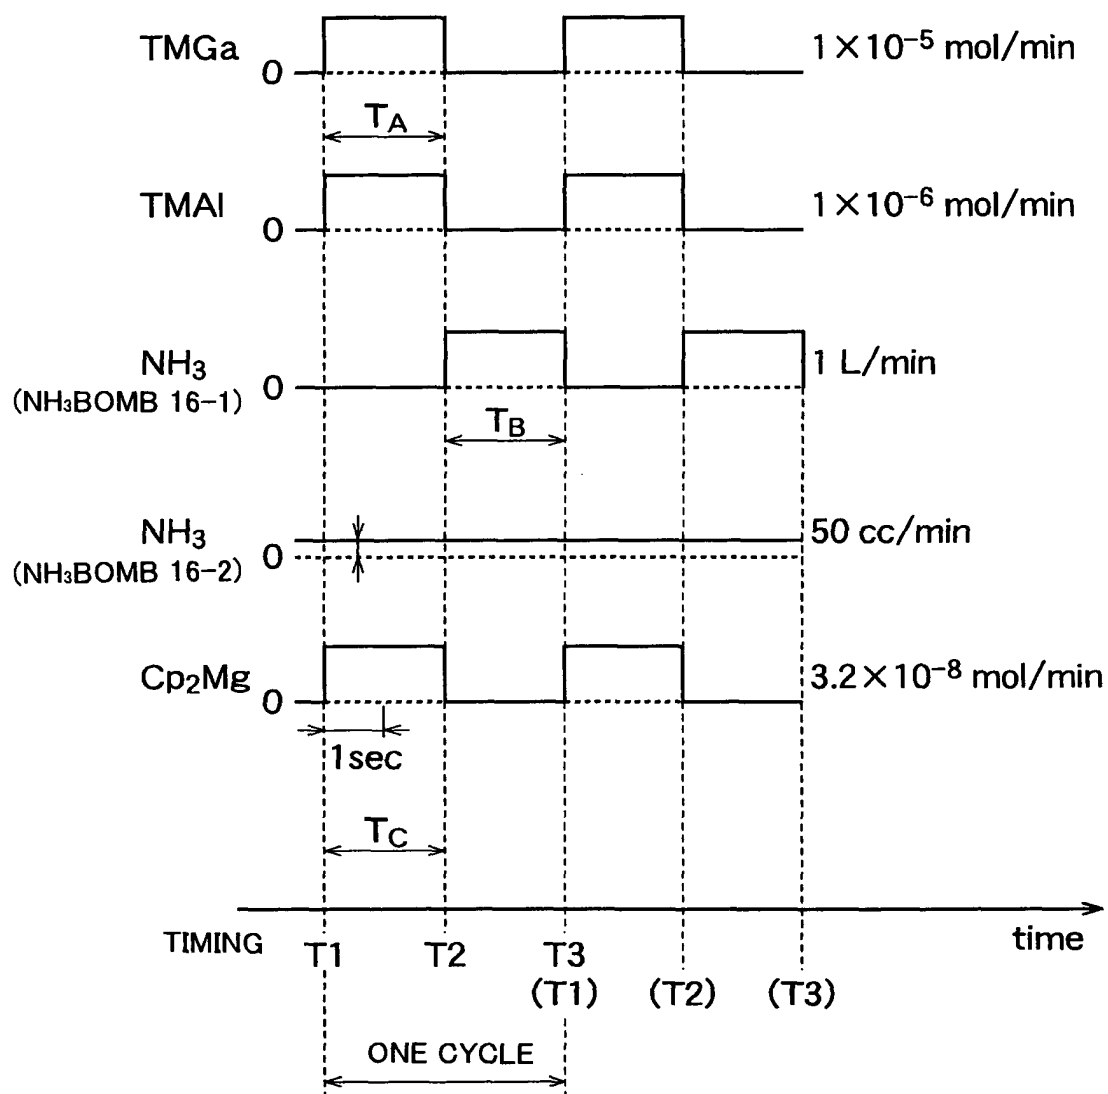 TMGa 0 1×10⁻⁵ mol/min
T_A
TMAl 0 1×10⁻⁶ mol/min
NH₃ 0 1 L/min
(NH₃BOMB 16-1)
T_B
NH₃ 0 50 cc/min
(NH₃BOMB 16-2)
Cp₂Mg 0 3.2×10⁻⁸ mol/min
1sec
T_C
TIMING T1 T2 T3 time
(T1) (T2) (T3)
ONE CYCLE